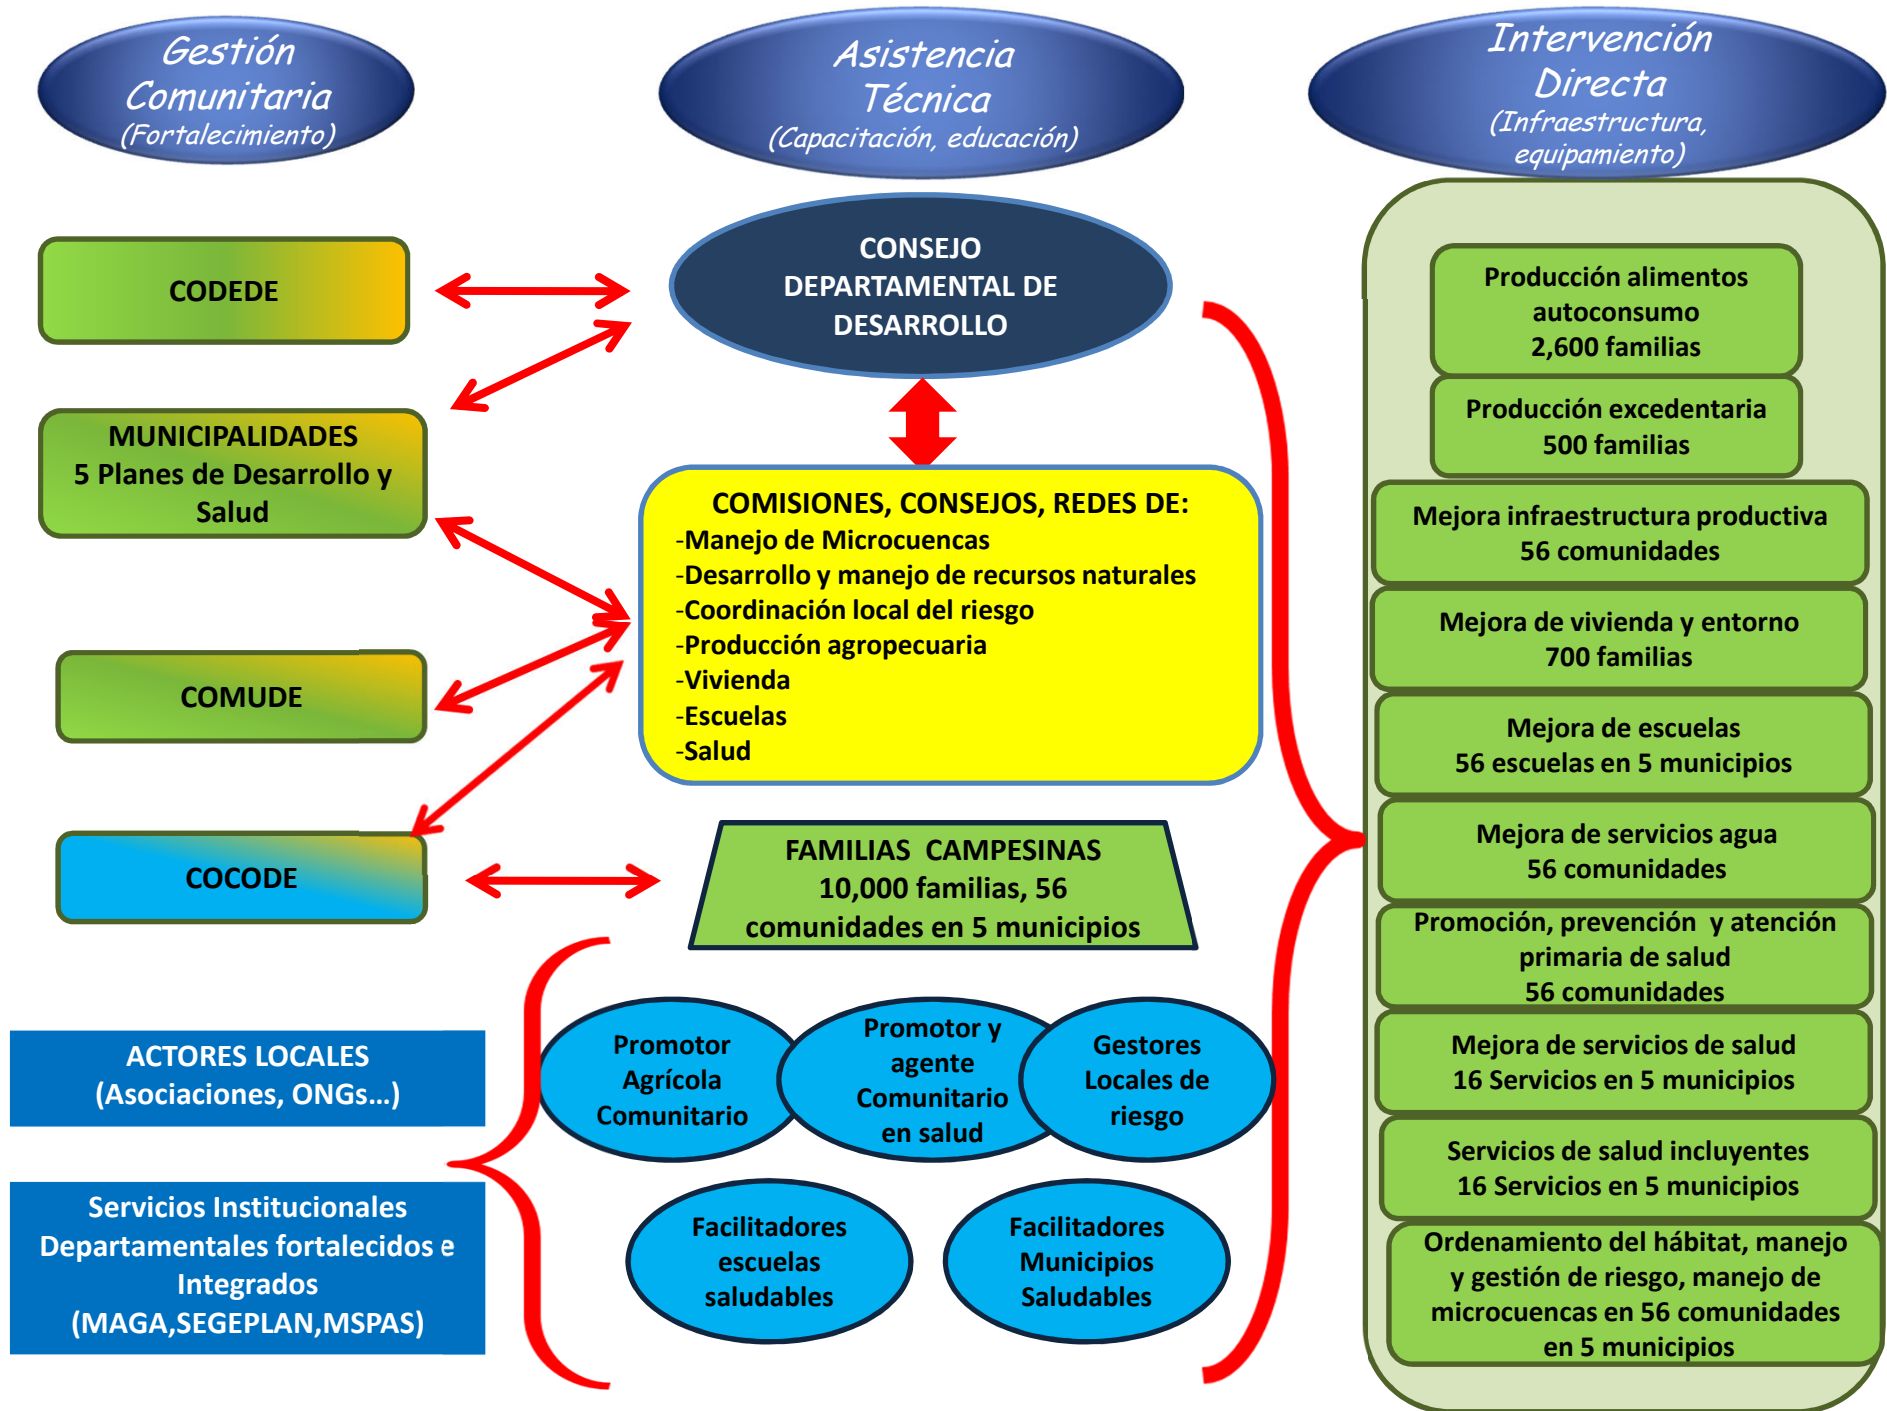 Gestión
Comunitaria
(Fortalecimiento)
Asistencia
Técnica
(Capacitación, educación)
Intervención
Directa
(Infraestructura,
equipamiento)
CODEDE
MUNICIPALIDADES
5 Planes de Desarrollo y
Salud
COMUDE
COCODE
ACTORES LOCALES
(Asociaciones, ONGs...)
Servicios Institucionales
Departamentales fortalecidos e
Integrados
(MAGA,SEGEPLAN,MSPAS)
CONSEJO
DEPARTAMENTAL DE
DESARROLLO
COMISIONES, CONSEJOS, REDES DE:
-Manejo de Microcuencas
-Desarrollo y manejo de recursos naturales
-Coordinación local del riesgo
-Producción agropecuaria
-Vivienda
-Escuelas
-Salud
FAMILIAS CAMPESINAS
10,000 familias, 56
comunidades en 5 municipios
Promotor
Agrícola
Comunitario
Promotor y
agente
Comunitario
en salud
Gestores
Locales de
riesgo
Facilitadores
escuelas
saludables
Facilitadores
Municipios
Saludables
Producción alimentos
autoconsumo
2,600 familias
Producción excedentaria
500 familias
Mejora infraestructura productiva
56 comunidades
Mejora de vivienda y entorno
700 familias
Mejora de escuelas
56 escuelas en 5 municipios
Mejora de servicios agua
56 comunidades
Promoción, prevención y atención
primaria de salud
56 comunidades
Mejora de servicios de salud
16 Servicios en 5 municipios
Servicios de salud incluyentes
16 Servicios en 5 municipios
Ordenamiento del hábitat, manejo
y gestión de riesgo, manejo de
microcuencas en 56 comunidades
en 5 municipios